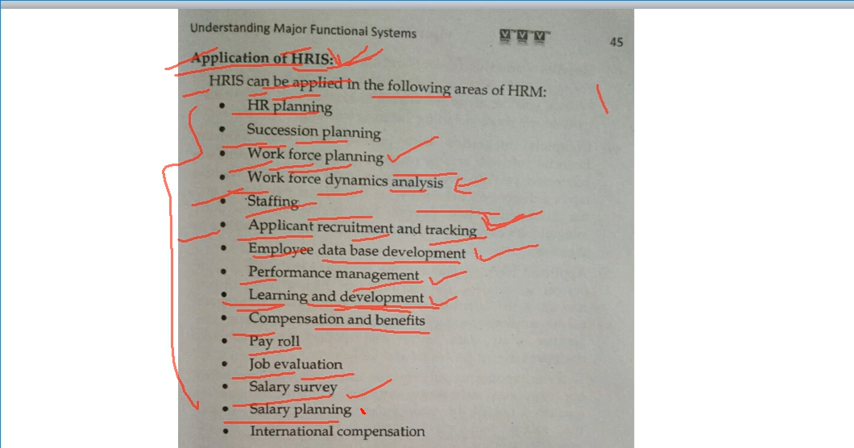 Understanding Major Functional Systems
45
Application of HRIS:
HRIS can be applied in the following areas of HRM:
• HR planning
• Succession planning
• Work force planning
• Work force dynamics analysis
• Staffing
• Applicant recruitment and tracking
• Employee data base development
• Performance management
• Learning and development
• Compensation and benefits
• Pay roll
• Job evaluation
• Salary survey
• Salary planning
• International compensation